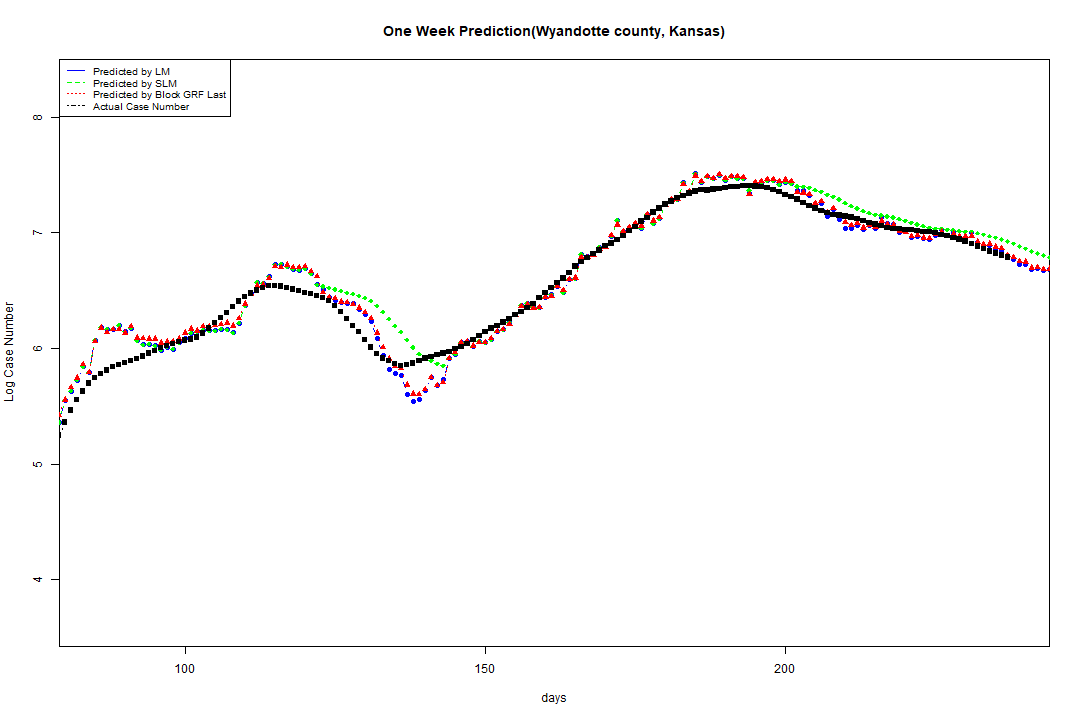 One Week Prediction(Wyandotte county, Kansas)
Predicted by LM
Predicted by SLM
Predicted by Block GRF Last
Actual Case Number
8
7
6
5
4
Log Case Number
100 150 200
days